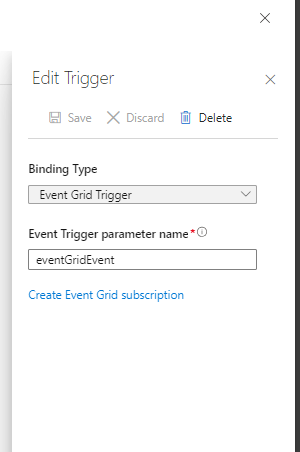 Edit Trigger
Save Discard Delete
Binding Type
Event Grid Trigger
Event Trigger parameter name*
eventGridEvent
Create Event Grid subscription